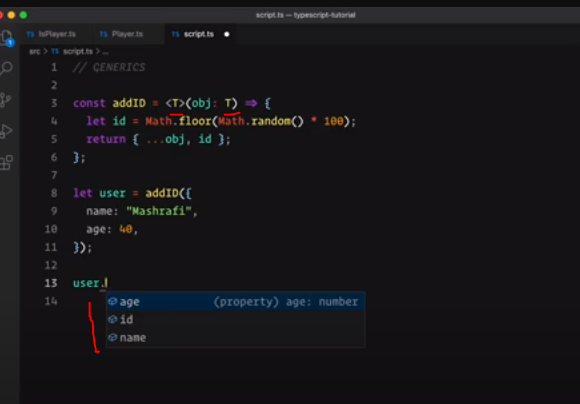 script.ts — typescript-tutorial
TS IsPlayer.ts TS Player.ts TS script.ts ●
src > TS script.ts > ...
1 // GENERICS
2
3 const addID = <T>(obj: T) => {
4 let id = Math.floor(Math.random() * 100);
5 return { ...obj, id };
6 };
7
8 let user = addID({
9 name: "Mashrafi",
10 age: 40,
11 });
12
13 user.
age (property) age: number
14 id
name